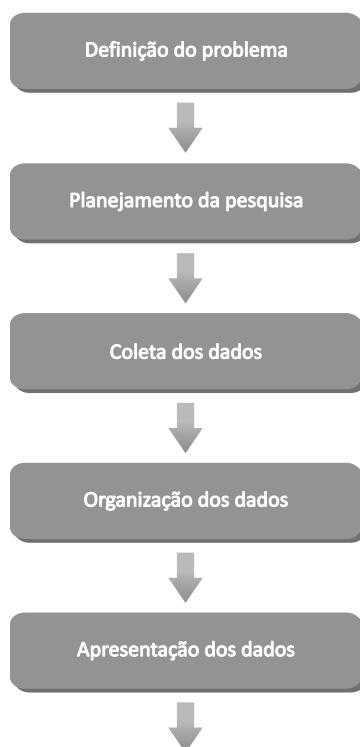 Definição do problema
Planejamento da pesquisa
Coleta dos dados
Organização dos dados
Apresentação dos dados